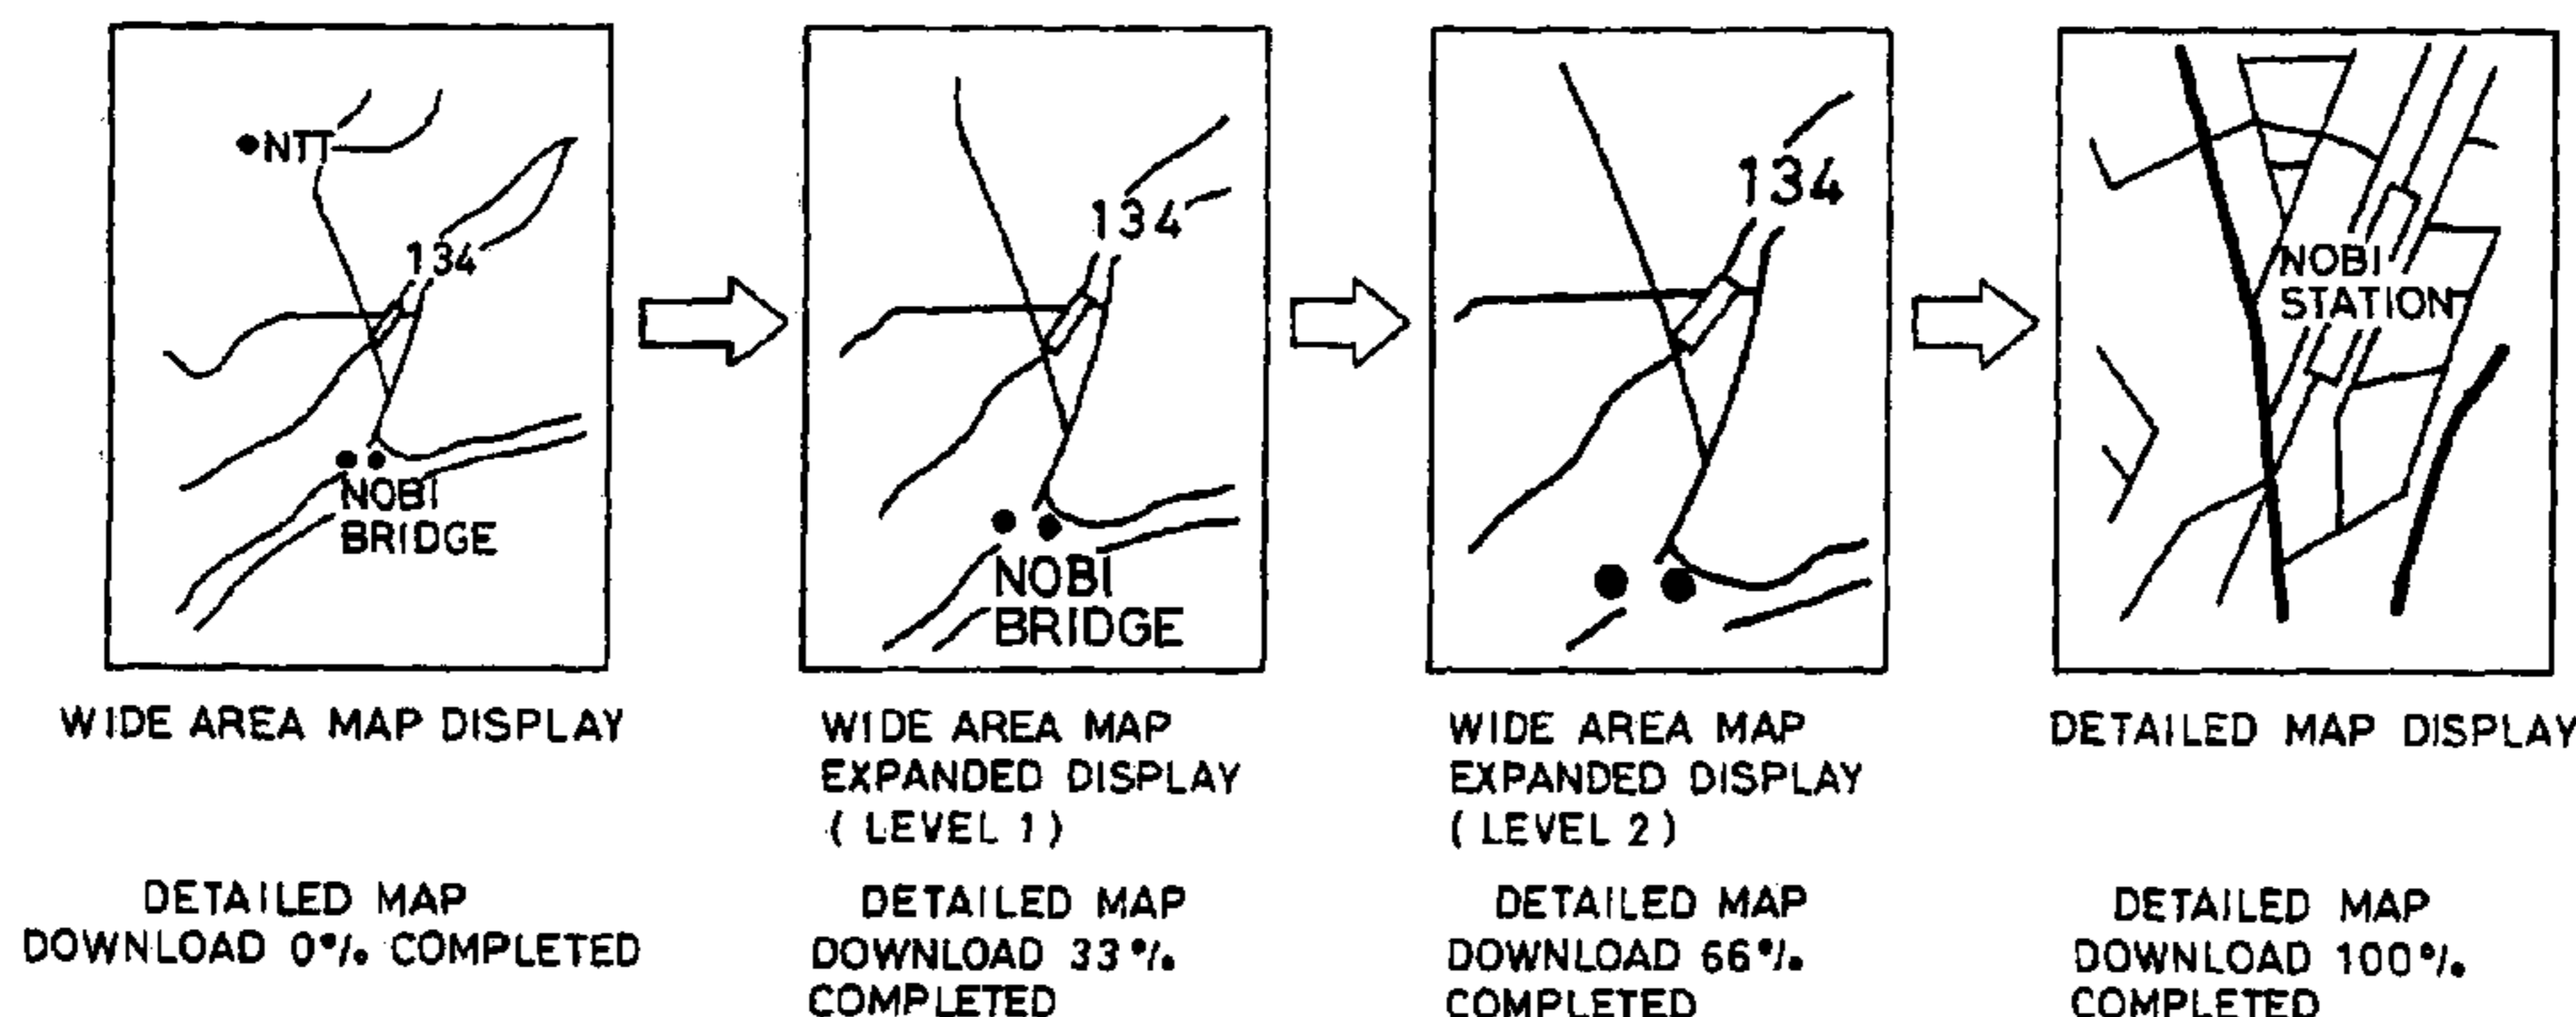 NTT
134
NOBI
BRIDGE
WIDE AREA MAP DISPLAY
DETAILED MAP
DOWNLOAD 0% COMPLETED
134
NOBI
BRIDGE
WIDE AREA MAP
EXPANDED DISPLAY
( LEVEL 1 )
DETAILED MAP
DOWNLOAD 33%
COMPLETED
134
WIDE AREA MAP
EXPANDED DISPLAY
( LEVEL 2 )
DETAILED MAP
DOWNLOAD 66%
COMPLETED
NOBI
STATION
DETAILED MAP DISPLAY
DETAILED MAP
DOWNLOAD 100%
COMPLETED